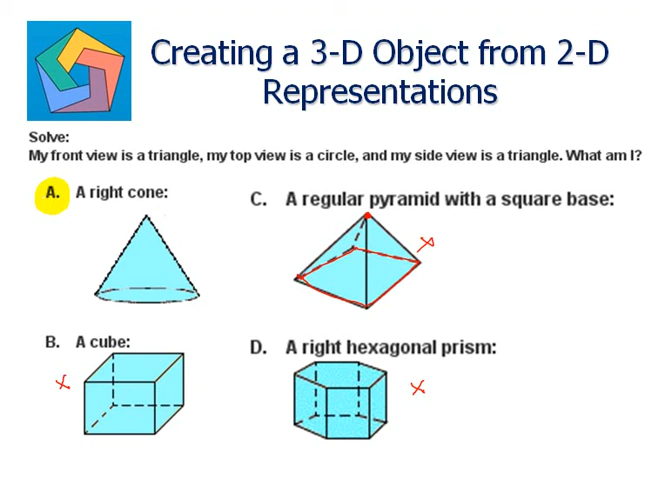 Creating a 3-D Object from 2-D
Representations
Solve:
My front view is a triangle, my top view is a circle, and my side view is a triangle. What am I?
A. A right cone:
C. A regular pyramid with a square base:
B. A cube:
D. A right hexagonal prism: